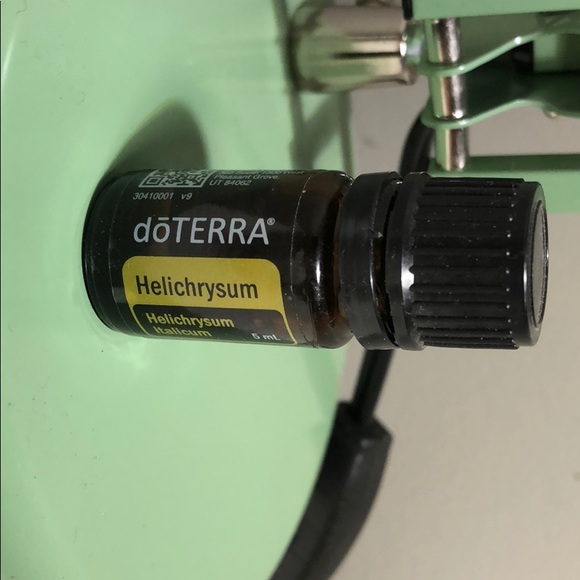 Pleasant Grove,
UT 84062
30410001 v9
dōTERRA®
Helichrysum
Helichrysum
Italicum
5 mL